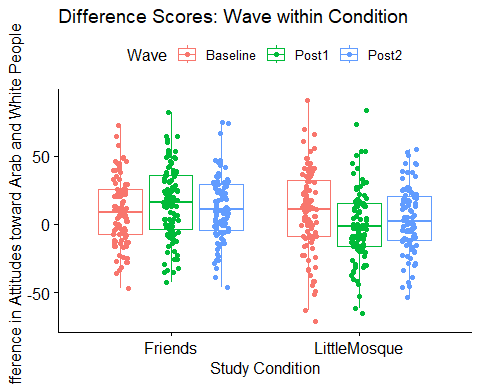 Difference Scores: Wave within Condition
Wave Baseline Post1 Post2
fference in Attitudes toward Arab and White People
50
0
-50
Friends LittleMosque
Study Condition